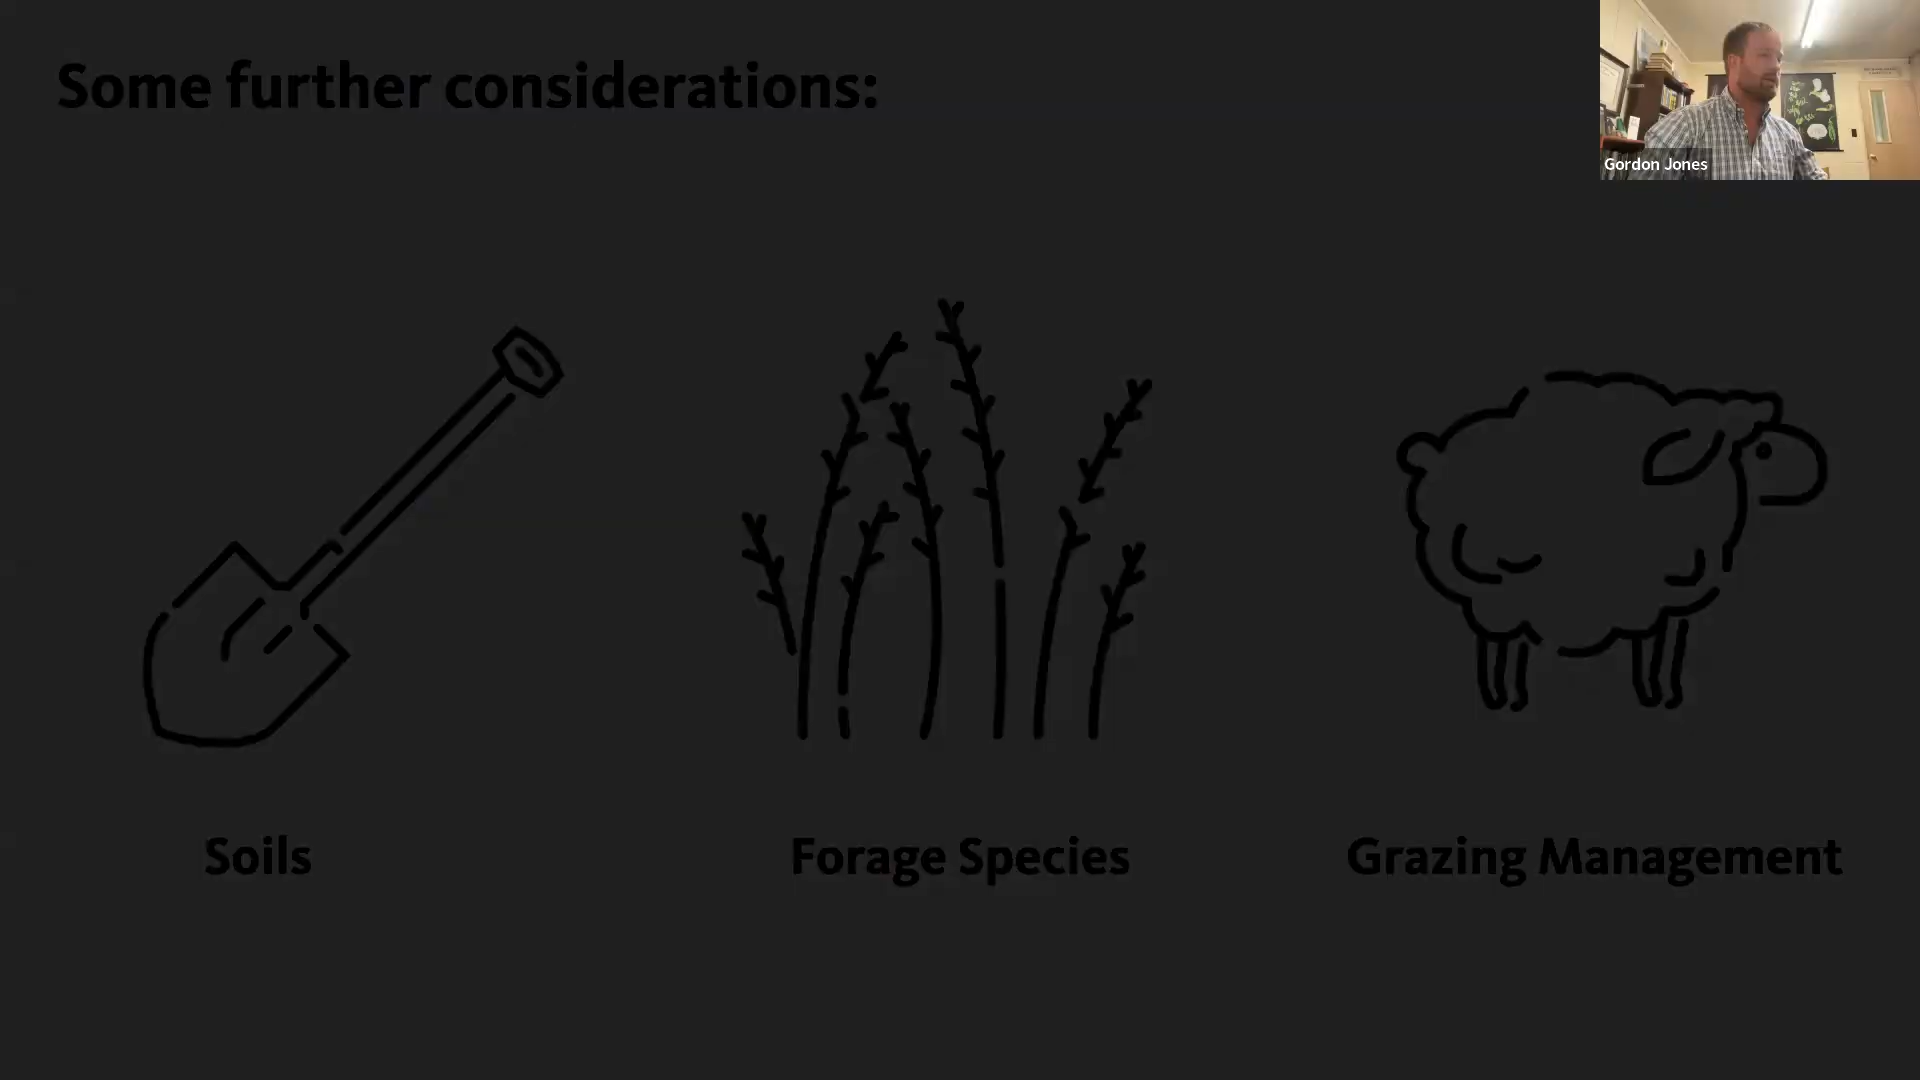 Some further considerations:
Gordon Jones
Soils
Forage Species
Grazing Management